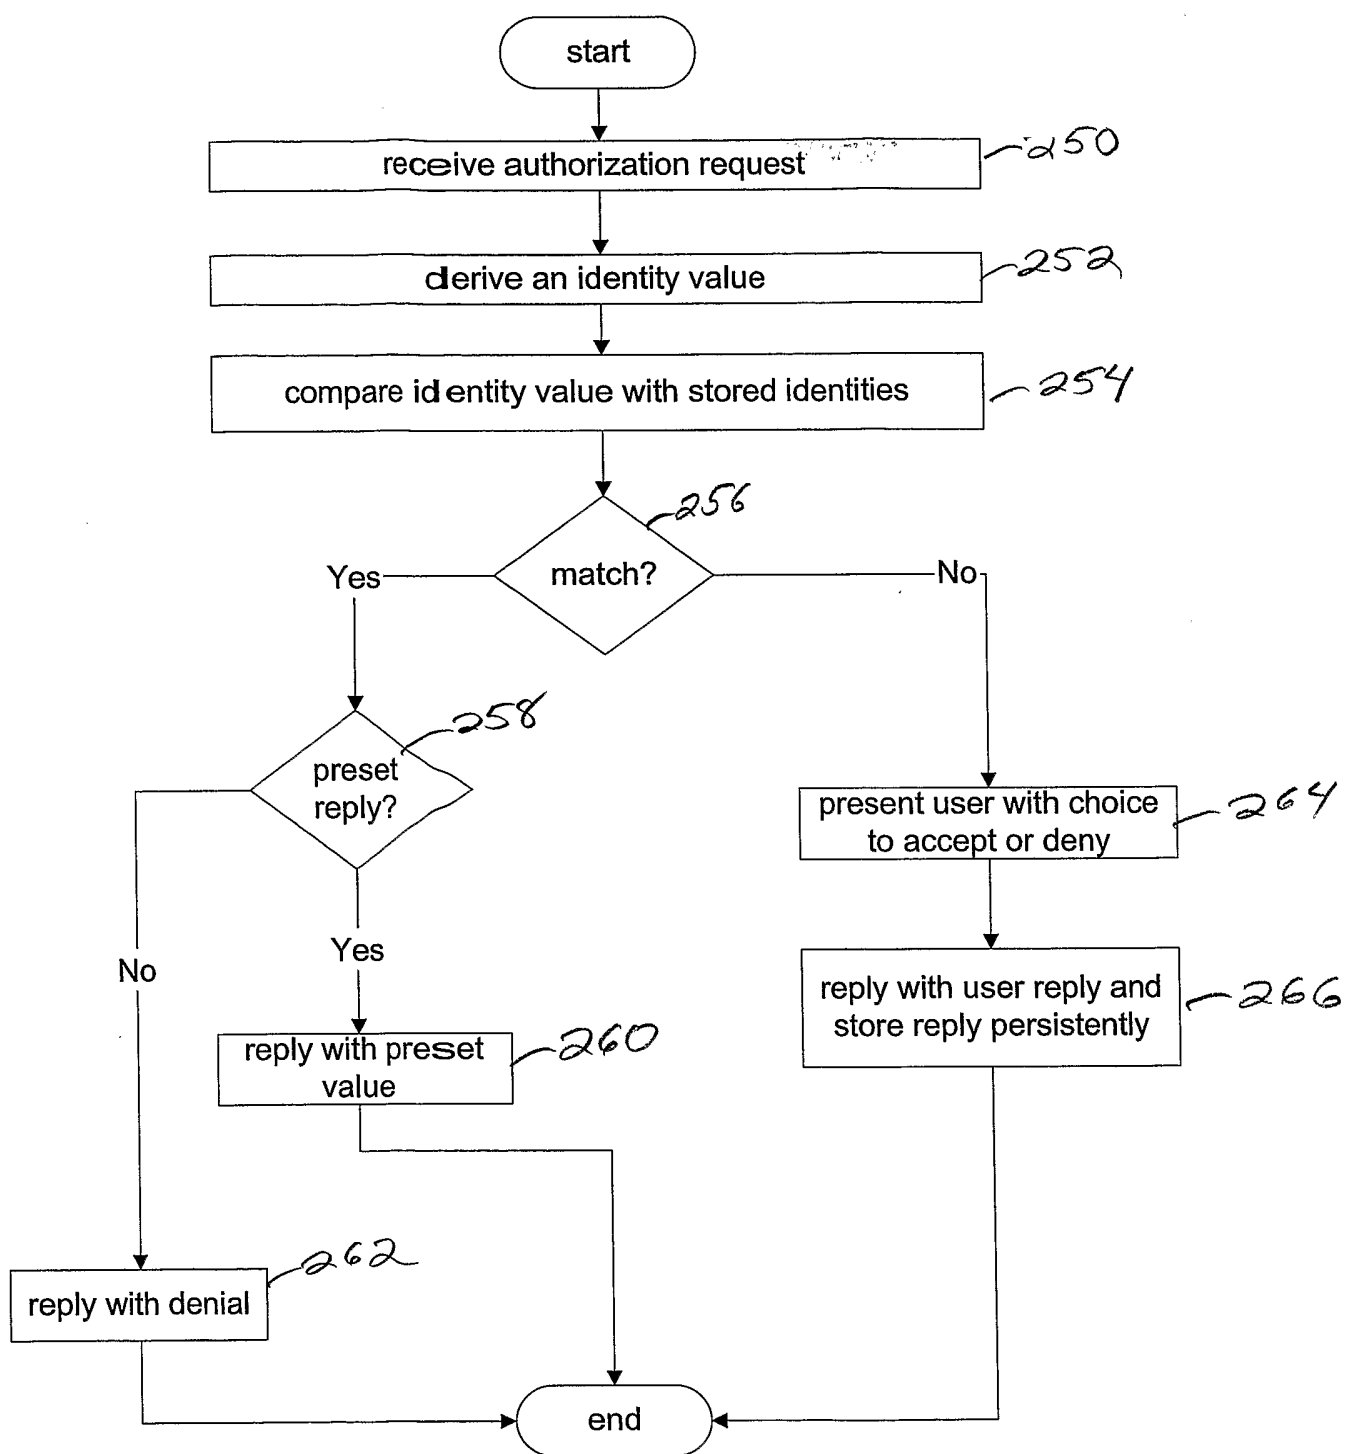 start
receive authorization request
250
derive an identity value
252
compare identity value with stored identities
254
256
match?
Yes
No
258
preset
reply?
present user with choice
to accept or deny
264
Yes
No
reply with user reply and
store reply persistently
266
reply with preset
value
260
262
reply with denial
end